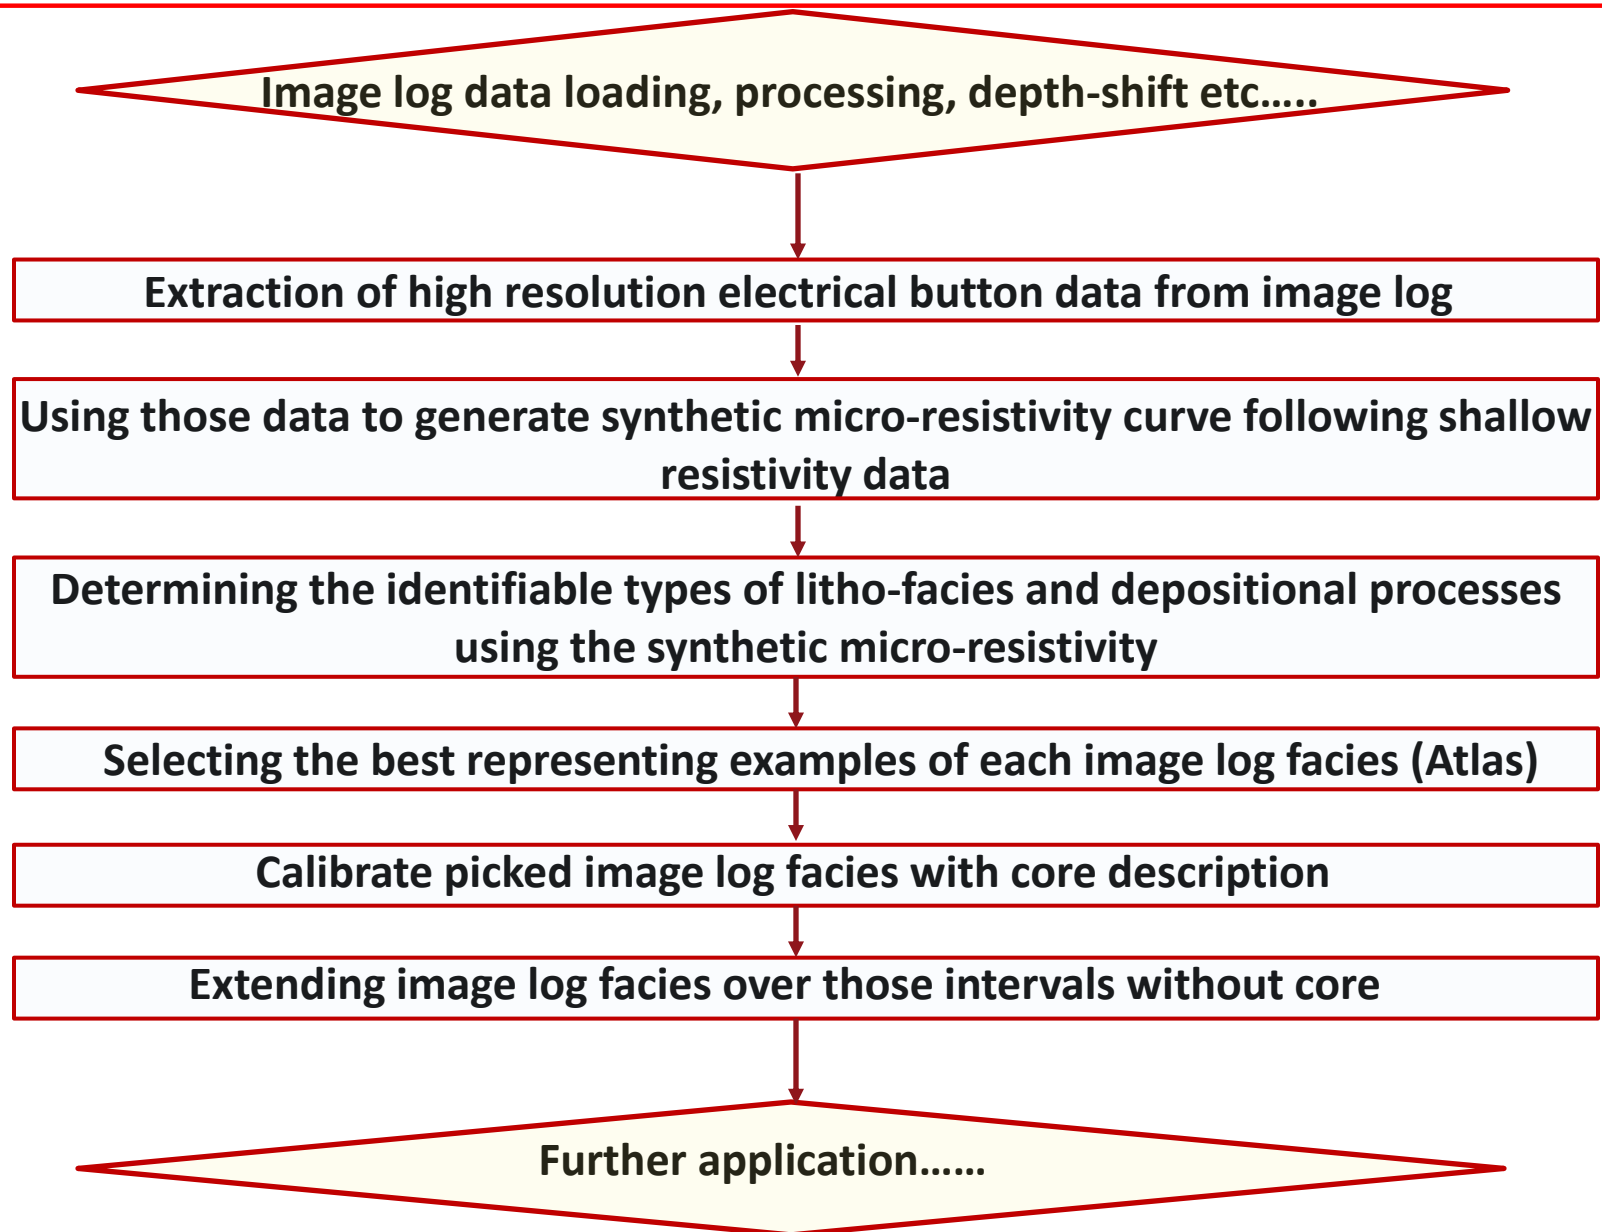 Image log data loading, processing, depth-shift etc…..
Extraction of high resolution electrical button data from image log
Using those data to generate synthetic micro-resistivity curve following shallow
resistivity data
Determining the identifiable types of litho-facies and depositional processes
using the synthetic micro-resistivity
Selecting the best representing examples of each image log facies (Atlas)
Calibrate picked image log facies with core description
Extending image log facies over those intervals without core
Further application……